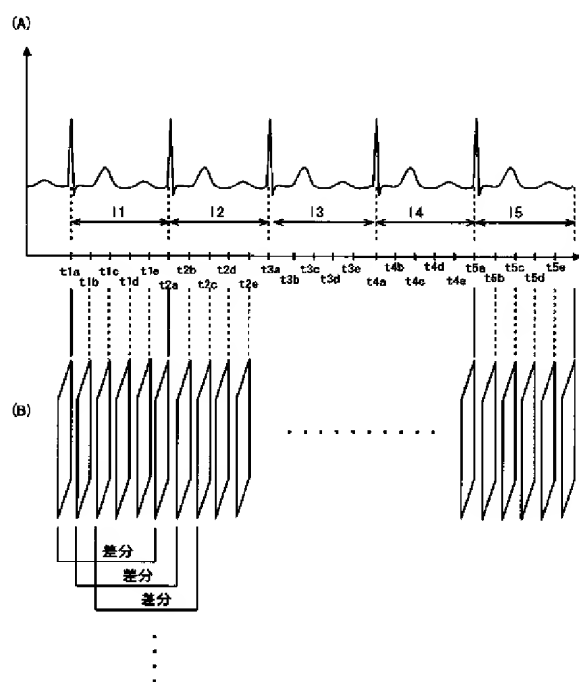 (A)
I1 I2 I3 I4 I5
t1a t1c t1e t2b t2d t3a t3c t3e t4b t4d t5a t5c t5e
t1b t1d t2a t2c t2e t3b t3d t4a t4c t4e t5b t5d
(B)
差分
差分
差分